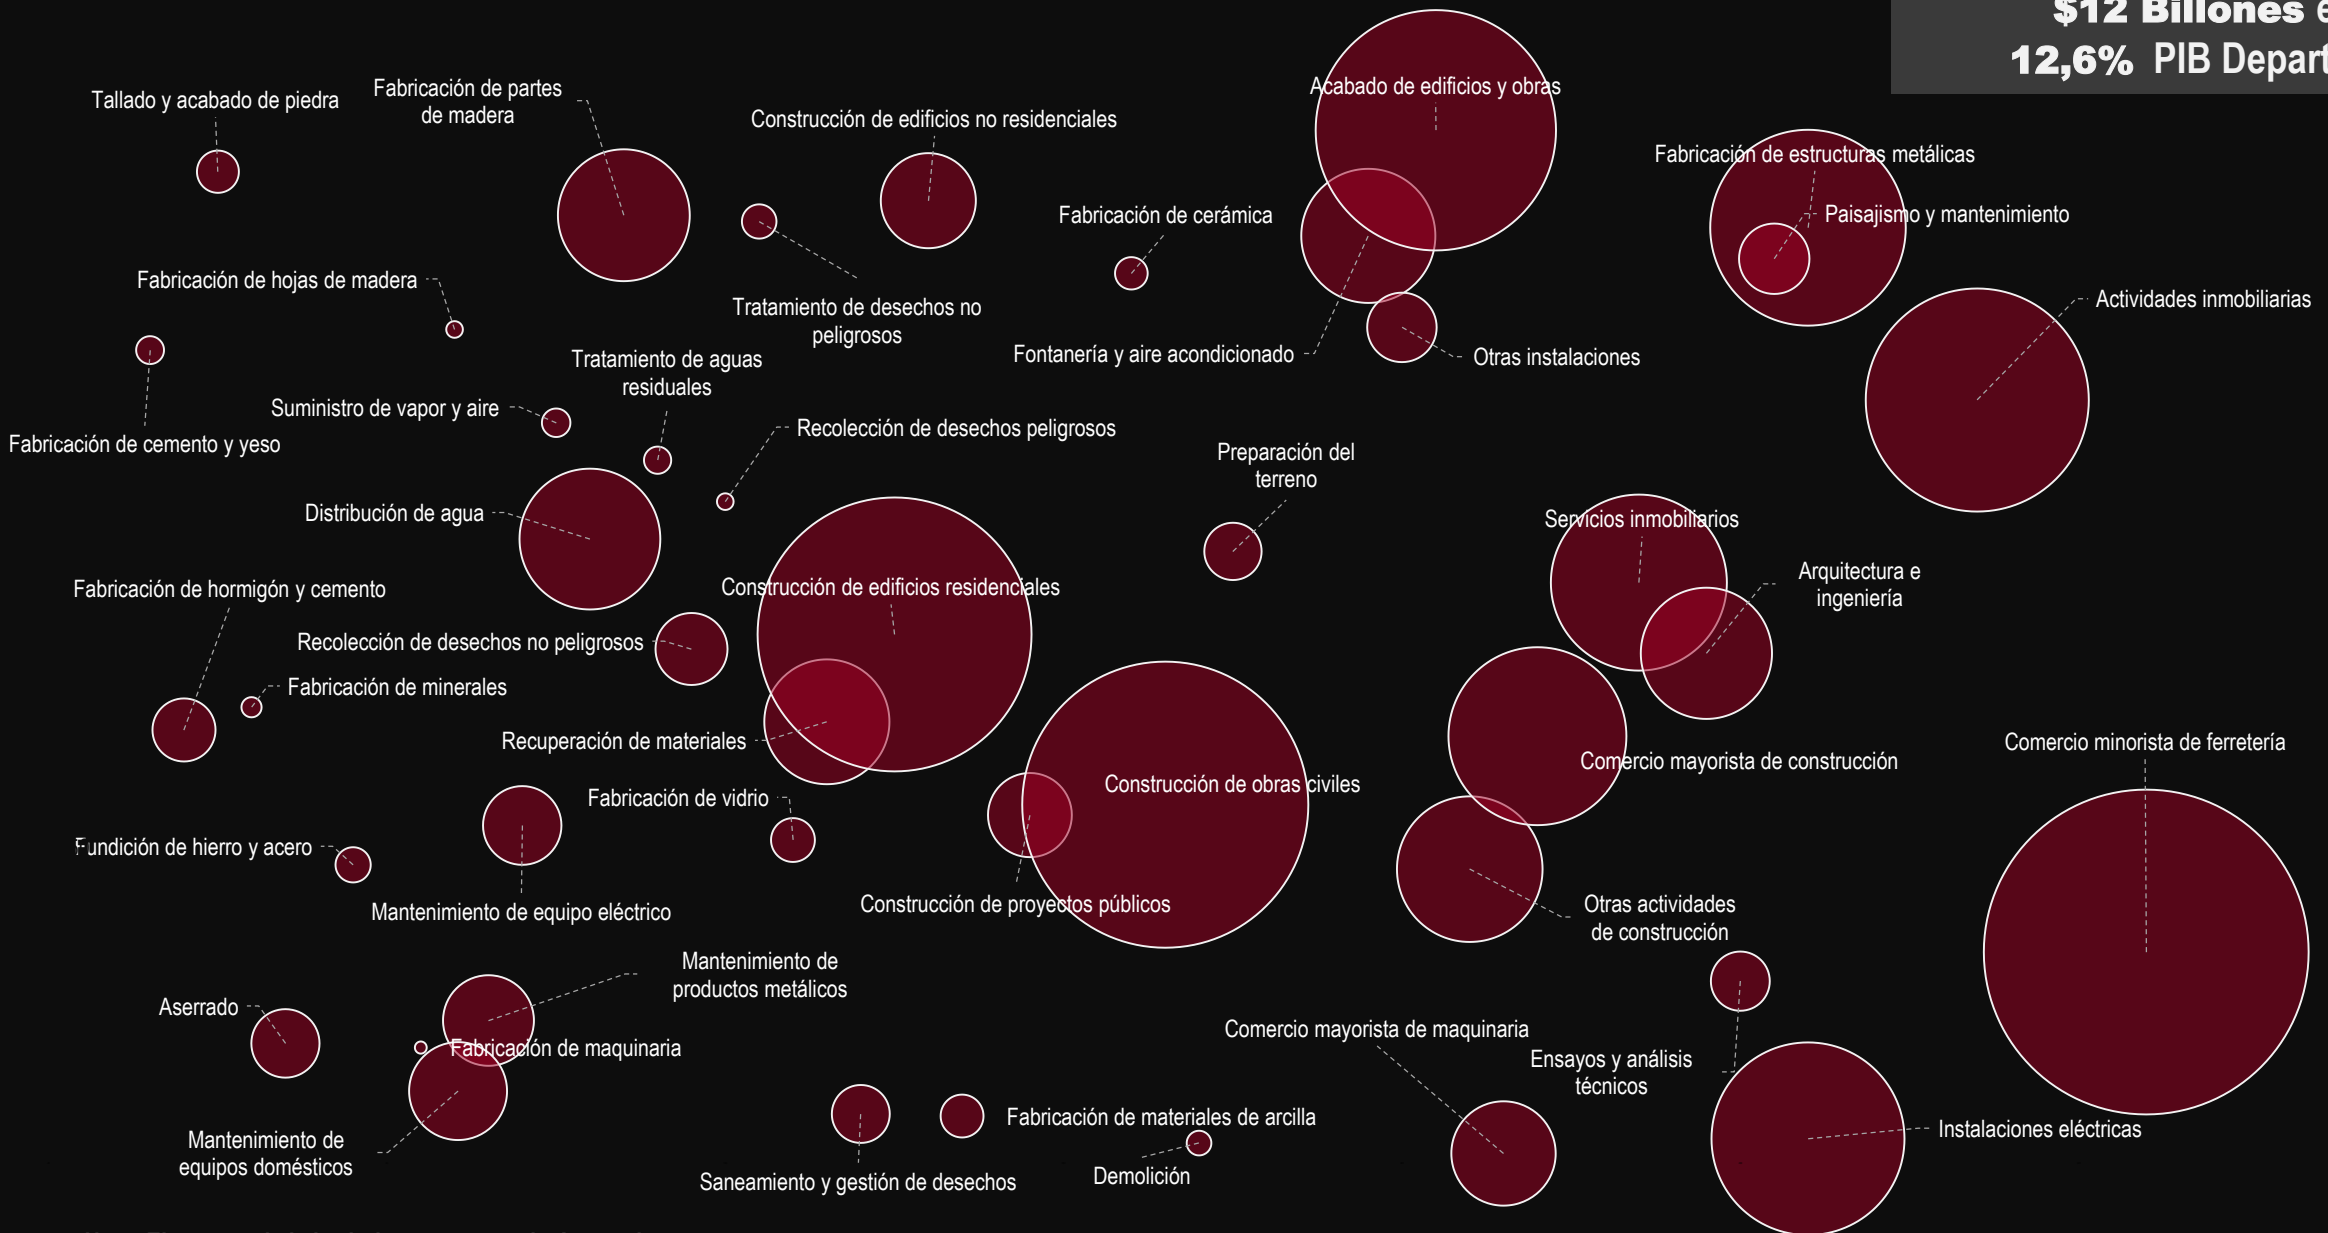 $12 Billones
12,6% PIB
Tallado y acabado de piedra
Fabricación de partes
de madera
Construcción de edificios no residenciales
Acabado de edificios y obras
Fabricación de estructuras metálicas
Paisajismo y mantenimiento
Fabricación de cerámica
Fabricación de hojas de madera
Tratamiento de desechos no
peligrosos
Actividades inmobiliarias
Fontanería y aire acondicionado
Otras instalaciones
Tratamiento de aguas
residuales
Suministro de vapor y aire
Fabricación de cemento y yeso
Recolección de desechos peligrosos
Preparación del
terreno
Distribución de agua
Servicios inmobiliarios
Arquitectura e
ingeniería
Fabricación de hormigón y cemento
Construcción de edificios residenciales
Recolección de desechos no peligrosos
Fabricación de minerales
Recuperación de materiales
Comercio minorista de ferretería
Comercio mayorista de construcción
Construcción de obras civiles
Fabricación de vidrio
Fundición de hierro y acero
Mantenimiento de equipo eléctrico
Construcción de proyectos públicos
Otras actividades
de construcción
Mantenimiento de
productos metálicos
Aserrado
Fabricación de maquinaria
Comercio mayorista de maquinaria
Ensayos y análisis
técnicos
Mantenimiento de
equipos domésticos
Fabricación de materiales de arcilla
Instalaciones eléctricas
Saneamiento y gestión de desechos
Demolición